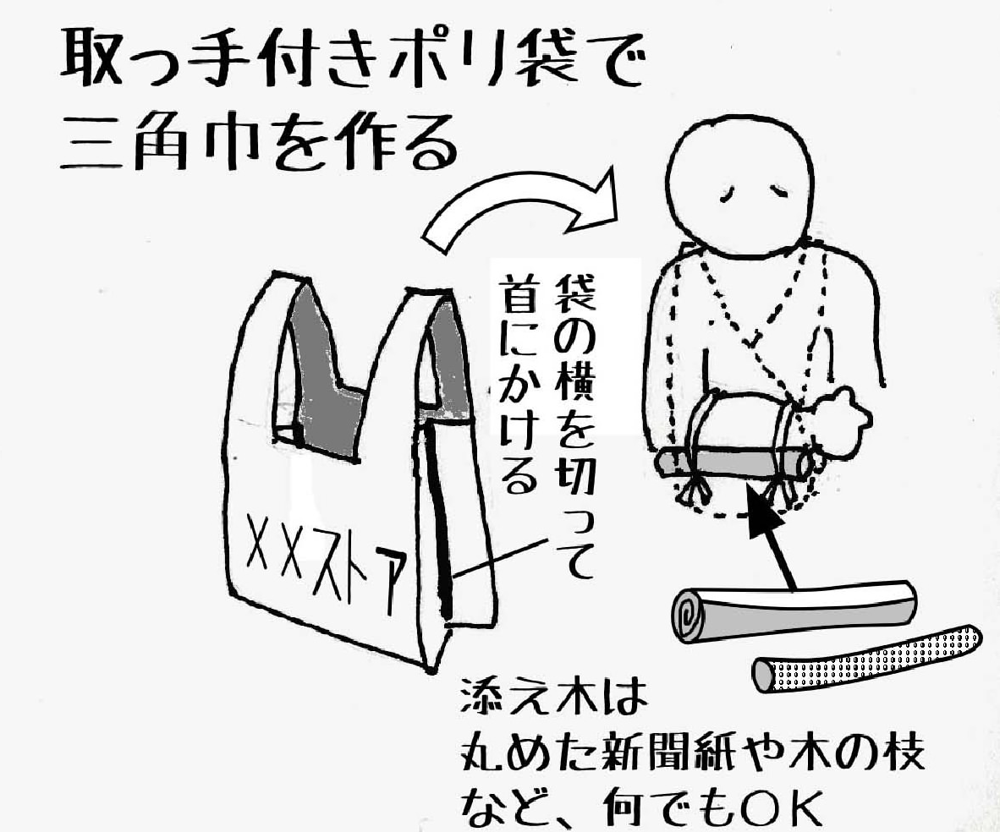 取っ手付きポリ袋で
三角巾を作る
袋の横を切って
首にかける
××ストア
添え木は
丸めた新聞紙や木の枝
など、何でも○K